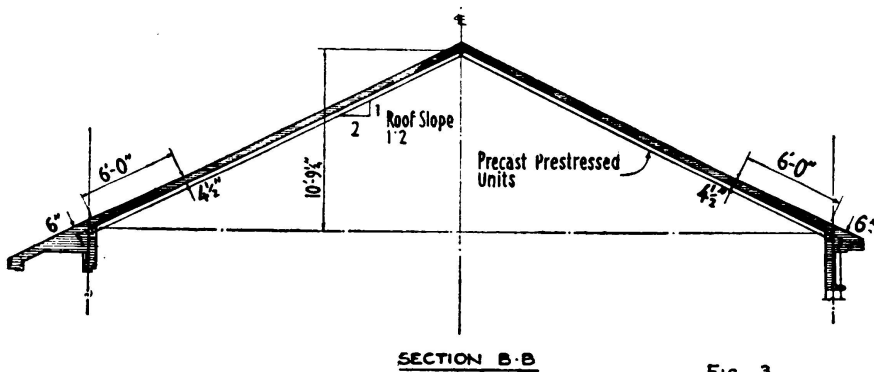 ℄
1
2
Roof Slope
1:2
10'-9¼"
6'-0"
4½"
6"
Precast Prestressed
Units
6'-0"
4½"
6"
SECTION B-B
Fig. 3